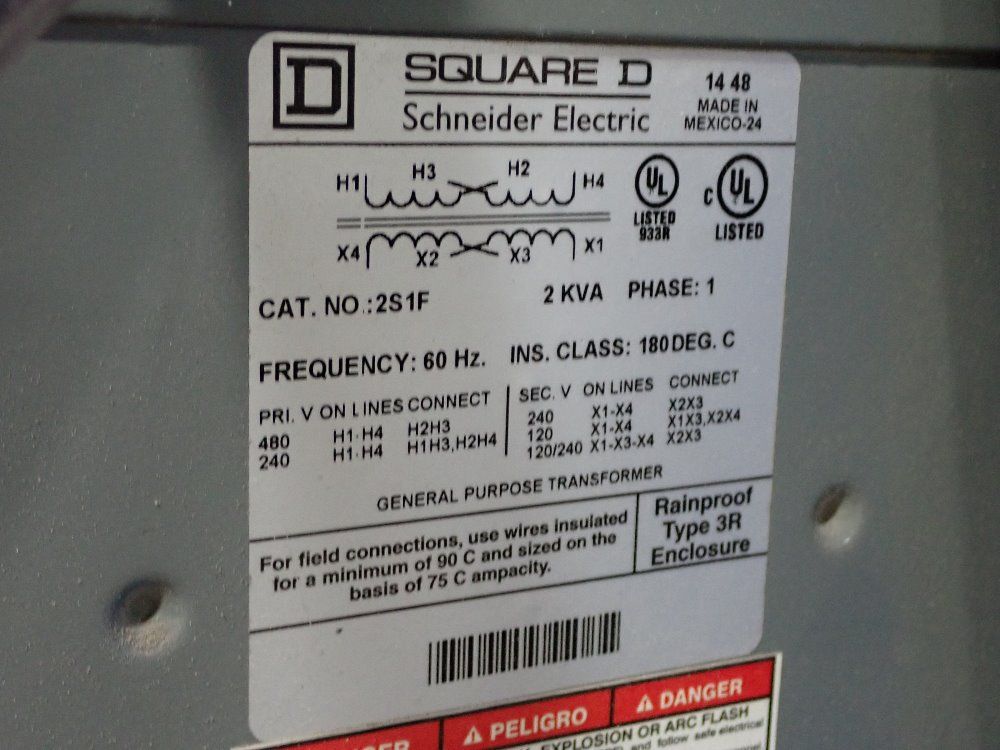 D
SQUARE D
Schneider Electric
14 48
MADE IN
MEXICO-24
H1 H3 H2 H4
X4 X2 X3 X1
UL
LISTED
933R
C UL
LISTED
CAT. NO.:2S1F 2 KVA PHASE: 1
FREQUENCY: 60 Hz. INS. CLASS: 180 DEG. C
PRI. V ON LINES CONNECT
480 H1-H4 H2H3
240 H1-H4 H1H3,H2H4
SEC. V ON LINES CONNECT
240 X1-X4 X2X3
120 X1-X4 X1X3,X2X4
120/240 X1-X3-X4 X2X3
GENERAL PURPOSE TRANSFORMER
For field connections, use wires insulated
for a minimum of 90 C and sized on the
basis of 75 C ampacity.
Rainproof
Type 3R
Enclosure
PELIGRO
DANGER
EXPLOSION OR ARC FLASH
and follow safe electrical